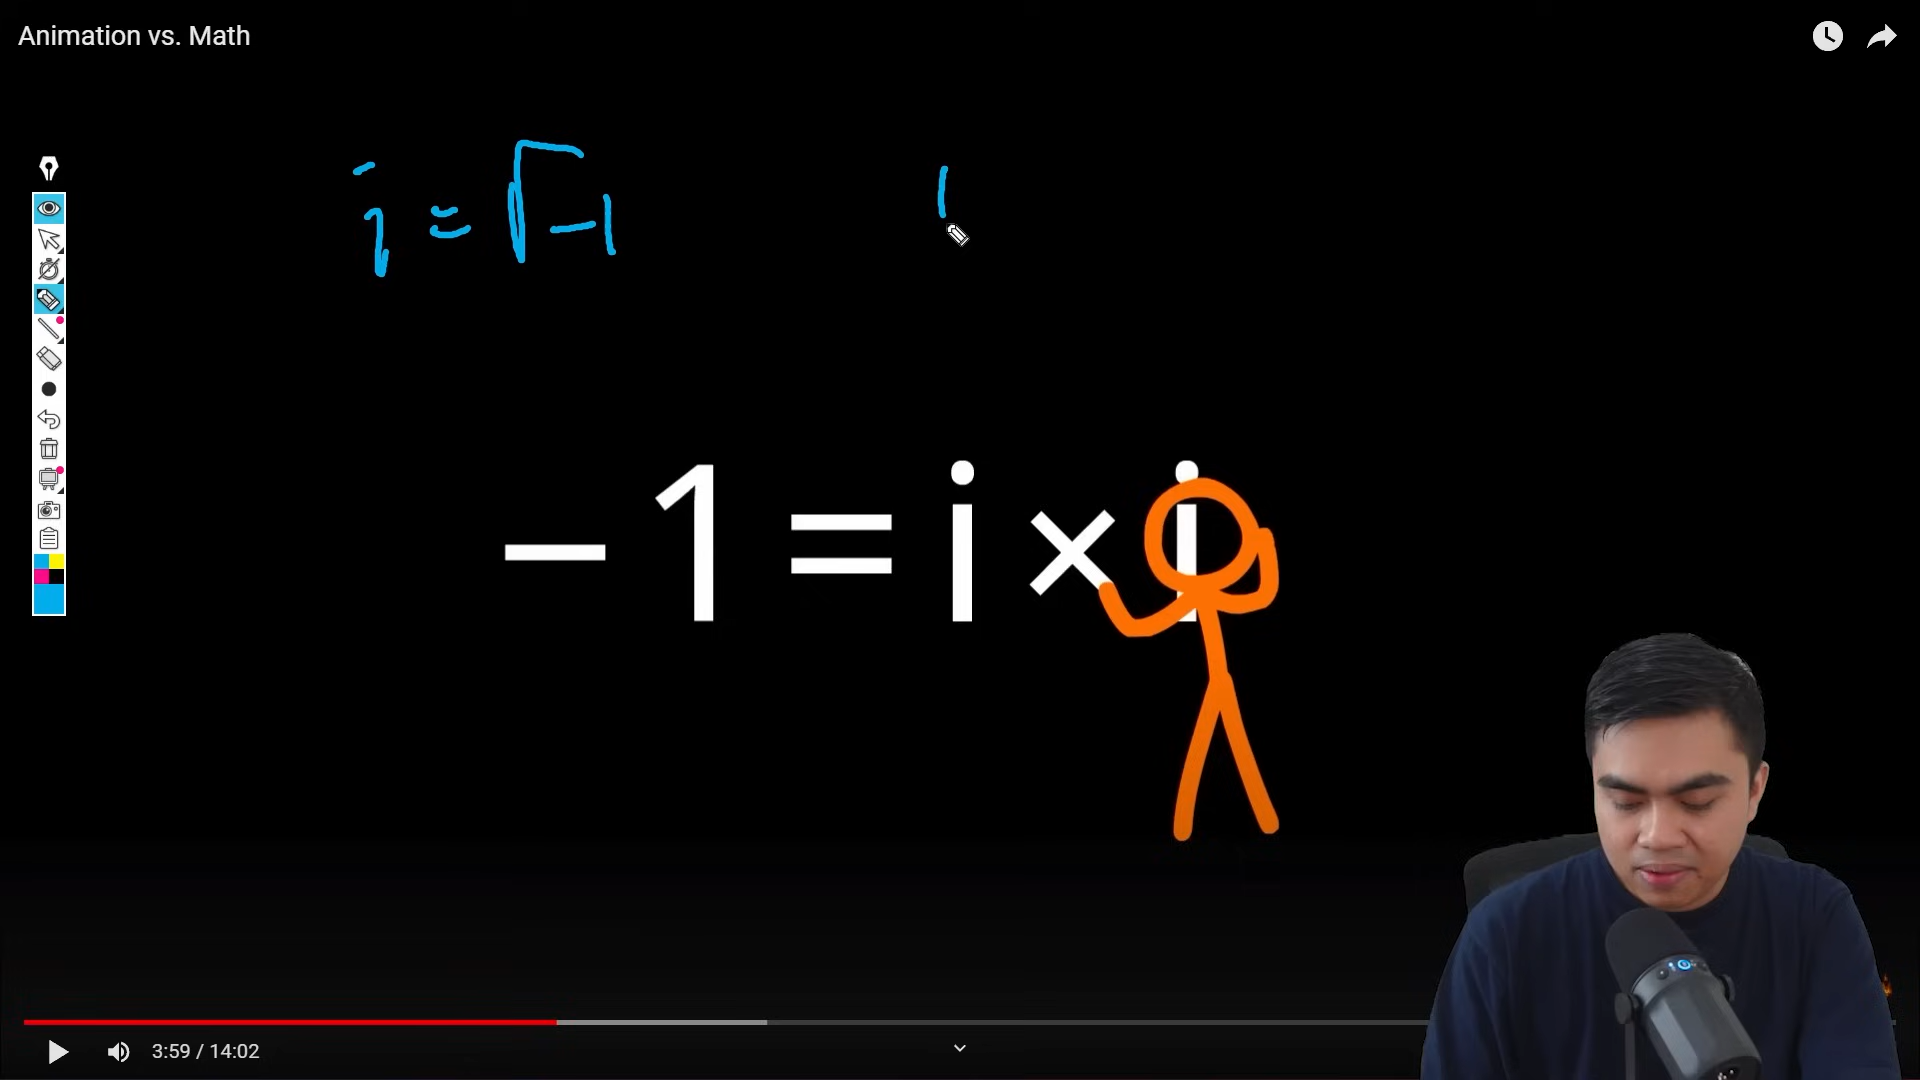 Animation vs. Math
i = √-1
-1 = i × i
3:59 / 14:02